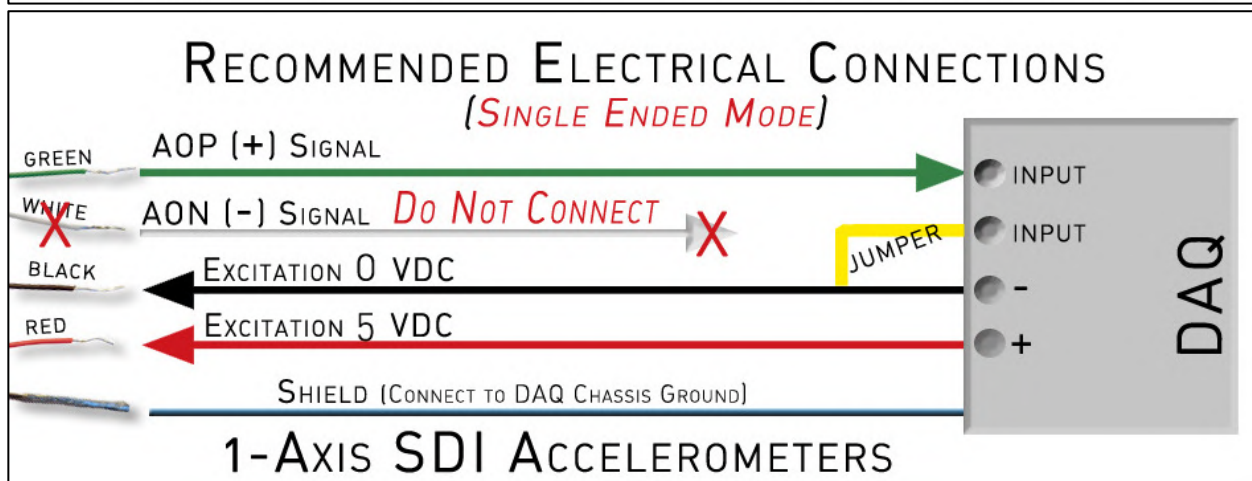 Recommended Electrical Connections
(Single Ended Mode)
GREEN
AOP (+) Signal
INPUT
WHITE
AON (-) Signal Do Not Connect
X
X
JUMPER
INPUT
BLACK
Excitation 0 VDC
-
RED
Excitation 5 VDC
+
DAQ
Shield (Connect to DAQ Chassis Ground)
1-Axis SDI Accelerometers